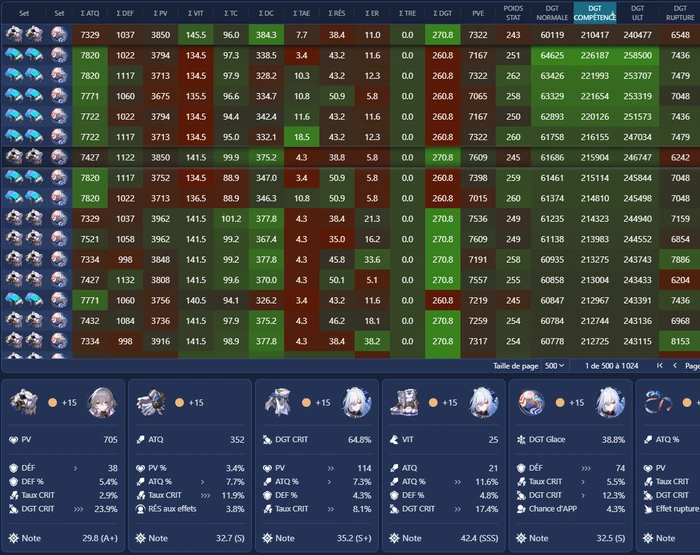 Set Set Σ ATQ Σ DEF Σ PV Σ VIT Σ TC Σ DC Σ TAE Σ RÉS Σ ER Σ TRE Σ DGT PVE POIDS STAT DGT NORMALE DGT COMPÉTENCE DGT ULT DGT RUPTURE
7329 1037 3850 145.5 96.0 384.3 7.7 38.4 11.0 0.0 270.8 7322 243 60119 210417 240477 6548
7820 1022 3794 134.5 97.3 338.5 3.4 43.2 11.6 0.0 260.8 7167 251 64625 226187 258500 7048
7820 1117 3713 134.5 97.9 328.2 10.3 43.2 12.3 0.0 260.8 7322 262 63426 221993 253707 7479
7771 1060 3675 135.5 96.6 334.7 10.8 50.9 5.8 0.0 260.8 7065 258 63329 221654 253319 7048
7722 1022 3794 134.5 94.4 342.1 11.6 43.2 11.6 0.0 260.8 7167 250 62893 220126 251573 7048
7722 1117 3713 134.5 95.0 332.1 18.5 43.2 12.3 0.0 260.8 7322 260 61758 216155 247034 7479
7427 1122 3850 141.5 99.9 375.2 4.3 38.8 5.8 0.0 270.8 7609 245 61686 215904 246747 6242
7820 1117 3752 134.5 88.9 347.0 3.4 50.9 5.8 0.0 260.8 7398 259 61461 215114 245844 7048
7820 1022 3713 136.5 88.9 346.3 10.8 50.9 5.8 0.0 260.8 7015 260 61374 214810 245498 7048
7329 1037 3962 141.5 101.2 377.8 4.3 38.4 21.3 0.0 270.8 7536 249 61235 214323 244940 7159
7521 1058 3962 141.5 99.2 367.4 4.3 35.0 16.2 0.0 270.8 7609 249 61138 213983 244552 6854
7334 998 3848 141.5 99.2 377.8 4.3 45.8 33.6 0.0 270.8 7191 258 60935 213275 243743 7886
7427 1132 3808 141.5 99.6 370.0 4.3 50.1 5.1 0.0 270.8 7557 255 60858 213004 243433 6204
7771 1060 3756 140.5 94.1 326.2 3.4 43.2 11.6 0.0 260.8 7219 245 60847 212967 243391 7436
7432 1084 3736 141.5 97.9 375.2 4.3 46.2 18.1 0.0 270.8 7259 254 60784 212744 243136 6968
7334 998 3916 141.5 98.9 377.8 4.3 38.4 38.2 0.0 270.8 7317 254 60778 212725 243115 8153
Taille de page 500 1 de 500 à 1 024 Page
+15
PV 705
DÉF › 38
DEF % 5.4%
Taux CRIT 2.9%
DGT CRIT ››› 23.9%
Note 29.8 (A+)
+15
ATQ 352
PV % 3.4%
ATQ % › 7.7%
Taux CRIT ››› 11.9%
RÉS aux effets 3.8%
Note 32.7 (S)
+15
DGT CRIT 64.8%
PV ›› 114
ATQ % › 7.3%
DEF % 4.3%
Taux CRIT ›› 8.1%
Note 35.2 (S+)
+15
VIT 25
ATQ 21
ATQ % ›› 11.6%
DEF % 4.8%
DGT CRIT ›› 17.4%
Note 42.4 (SSS)
+15
DGT Glace 38.8%
DÉF ››› 74
Taux CRIT › 5.5%
DGT CRIT › 12.3%
Chance d'APP 4.3%
Note 32.5 (S)
ATQ %
PV
ATQ %
DEF %
Effet rupture
Note